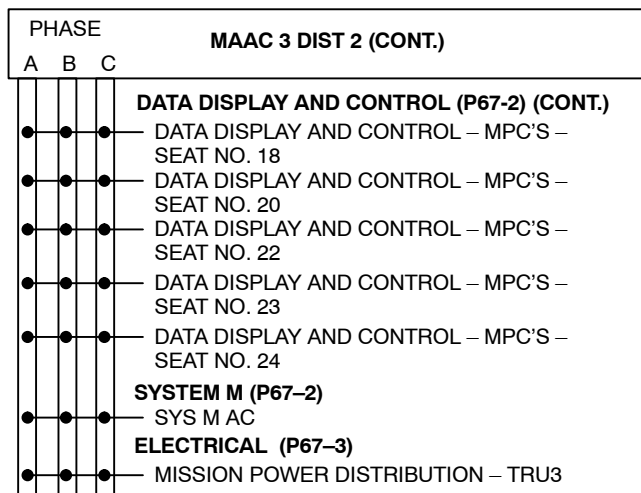 PHASE
MAAC 3 DIST 2 (CONT.)
A B C
DATA DISPLAY AND CONTROL (P67-2) (CONT.)
DATA DISPLAY AND CONTROL – MPC'S –
SEAT NO. 18
DATA DISPLAY AND CONTROL – MPC'S –
SEAT NO. 20
DATA DISPLAY AND CONTROL – MPC'S –
SEAT NO. 22
DATA DISPLAY AND CONTROL – MPC'S –
SEAT NO. 23
DATA DISPLAY AND CONTROL – MPC'S –
SEAT NO. 24
SYSTEM M (P67–2)
SYS M AC
ELECTRICAL (P67–3)
MISSION POWER DISTRIBUTION – TRU3